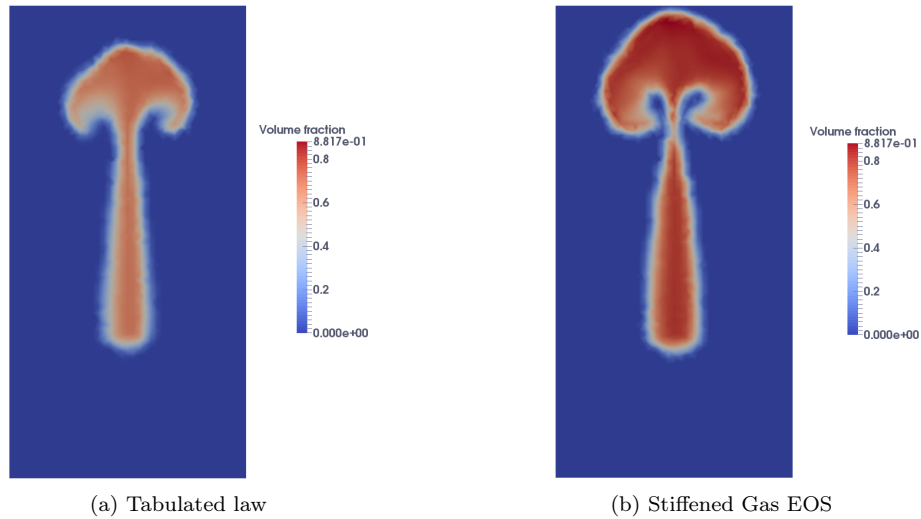 Volume fraction
8.817e-01
0.8
0.6
0.4
0.2
0.000e+00
Volume fraction
8.817e-01
0.8
0.6
0.4
0.2
0.000e+00
(a) Tabulated law
(b) Stiffened Gas EOS